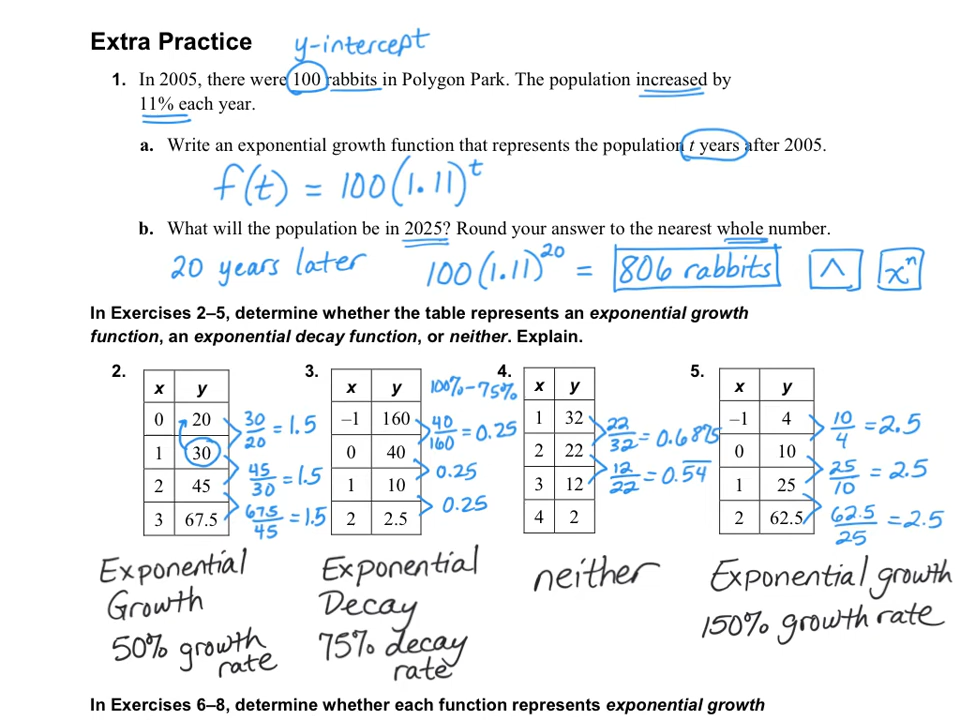 Extra Practice y-intercept
1. In 2005, there were 100 rabbits in Polygon Park. The population increased by
11% each year.
a. Write an exponential growth function that represents the population t years after 2005.
f(t) = 100(1.11)^t
b. What will the population be in 2025? Round your answer to the nearest whole number.
20 years later 100(1.11)^20 = 806 rabbits ^ x^n
In Exercises 2–5, determine whether the table represents an exponential growth
function, an exponential decay function, or neither. Explain.
2.
x y
0 20
1 30
2 45
3 67.5
30/20 = 1.5
45/30 = 1.5
67.5/45 = 1.5
Exponential
Growth
50% growth
rate
3.
x y
-1 160
0 40
1 10
2 2.5
100%-75%
40/160 = 0.25
0.25
0.25
Exponential
Decay
75% decay
rate
4.
x y
1 32
2 22
3 12
4 2
22/32 = 0.6875
12/22 = 0.5̅4̅
neither
5.
x y
-1 4
0 10
1 25
2 62.5
10/4 = 2.5
25/10 = 2.5
62.5/25 = 2.5
Exponential growth
150% growth rate
In Exercises 6–8, determine whether each function represents exponential growth